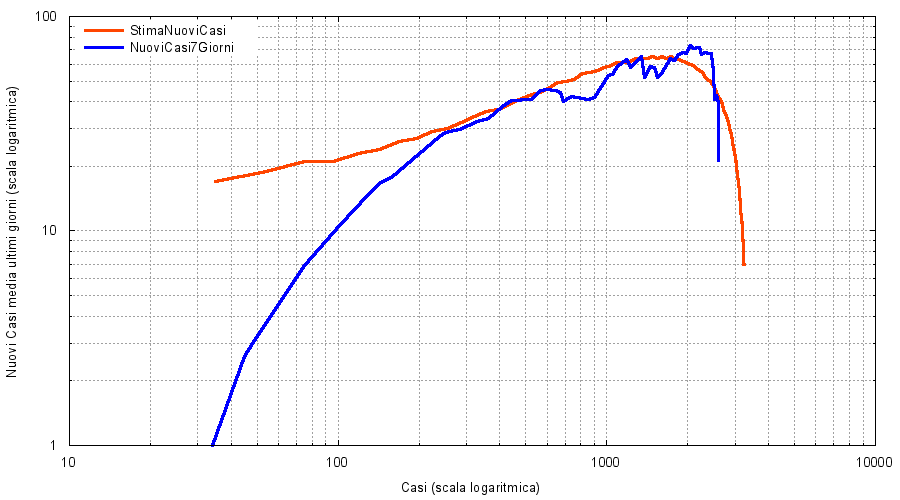 100
StimaNuoviCasi
NuoviCasi7Giorni
Nuovi Casi media ultimi giorni (scala logaritmica)
10
1
10
100
1000
10000
Casi (scala logaritmica)